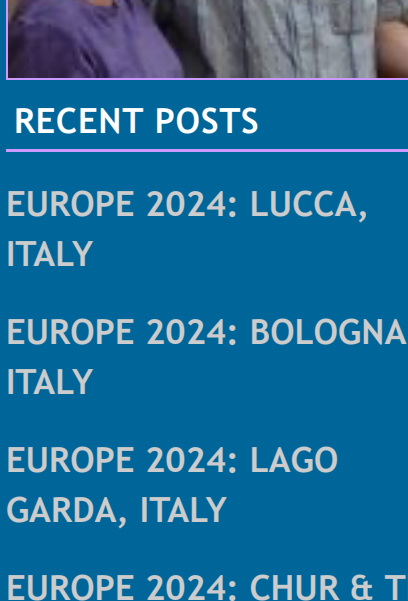 RECENT POSTS
EUROPE 2024: LUCCA,
ITALY
EUROPE 2024: BOLOGNA
ITALY
EUROPE 2024: LAGO
GARDA, ITALY
EUROPE 2024: CHUR & T